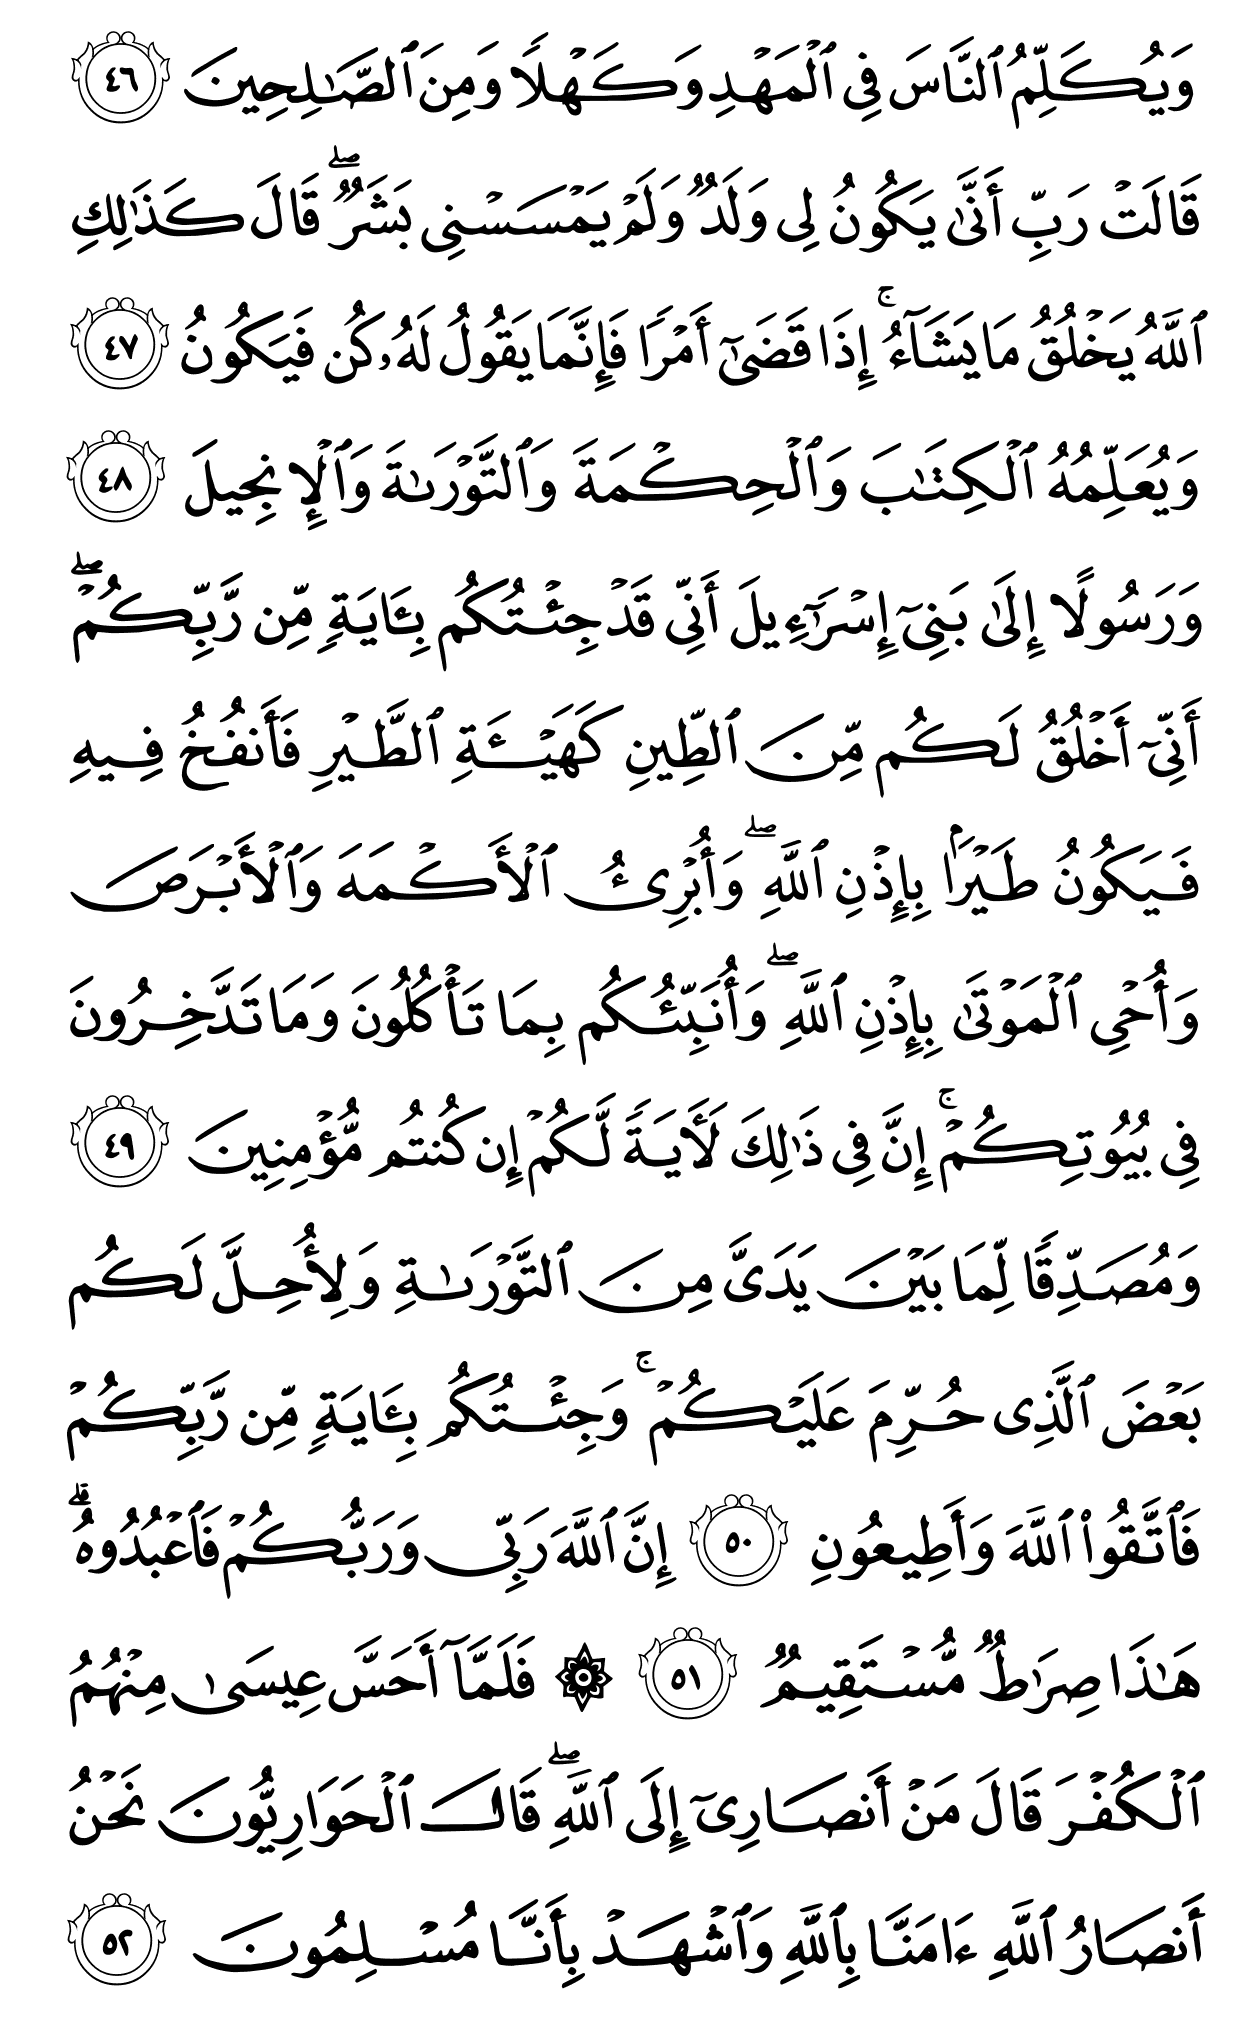 وَيُكَلِّمُ ٱلنَّاسَ فِي ٱلۡمَهۡدِ وَكَهۡلٗا وَمِنَ ٱلصَّٰلِحِينَ ٤٦
قَالَتۡ رَبِّ أَنَّىٰ يَكُونُ لِي وَلَدٞ وَلَمۡ يَمۡسَسۡنِي بَشَرٞۖ قَالَ كَذَٰلِكِ
ٱللَّهُ يَخۡلُقُ مَا يَشَآءُۚ إِذَا قَضَىٰٓ أَمۡرٗا فَإِنَّمَا يَقُولُ لَهُۥ كُن فَيَكُونُ ٤٧
وَيُعَلِّمُهُ ٱلۡكِتَٰبَ وَٱلۡحِكۡمَةَ وَٱلتَّوۡرَىٰةَ وَٱلۡإِنجِيلَ ٤٨
وَرَسُولًا إِلَىٰ بَنِيٓ إِسۡرَٰٓءِيلَ أَنِّي قَدۡ جِئۡتُكُم بِـَٔايَةٖ مِّن رَّبِّكُمۡۖ
أَنِّيٓ أَخۡلُقُ لَكُم مِّنَ ٱلطِّينِ كَهَيۡـَٔةِ ٱلطَّيۡرِ فَأَنفُخُ فِيهِ
فَيَكُونُ طَيۡرَۢا بِإِذۡنِ ٱللَّهِۖ وَأُبۡرِئُ ٱلۡأَكۡمَهَ وَٱلۡأَبۡرَصَ
وَأُحۡيِ ٱلۡمَوۡتَىٰ بِإِذۡنِ ٱللَّهِۖ وَأُنَبِّئُكُم بِمَا تَأۡكُلُونَ وَمَا تَدَّخِرُونَ
فِي بُيُوتِكُمۡۚ إِنَّ فِي ذَٰلِكَ لَأٓيَةٗ لَّكُمۡ إِن كُنتُم مُّؤۡمِنِينَ ٤٩
وَمُصَدِّقٗا لِّمَا بَيۡنَ يَدَيَّ مِنَ ٱلتَّوۡرَىٰةِ وَلِأُحِلَّ لَكُم
بَعۡضَ ٱلَّذِي حُرِّمَ عَلَيۡكُمۡۚ وَجِئۡتُكُم بِـَٔايَةٖ مِّن رَّبِّكُمۡ
فَٱتَّقُواْ ٱللَّهَ وَأَطِيعُونِ ٥٠ إِنَّ ٱللَّهَ رَبِّي وَرَبُّكُمۡ فَٱعۡبُدُوهُۚ
هَٰذَا صِرَٰطٞ مُّسۡتَقِيمٞ ٥١ ۞ فَلَمَّآ أَحَسَّ عِيسَىٰ مِنۡهُمُ
ٱلۡكُفۡرَ قَالَ مَنۡ أَنصَارِيٓ إِلَى ٱللَّهِۖ قَالَ ٱلۡحَوَارِيُّونَ نَحۡنُ
أَنصَارُ ٱللَّهِ ءَامَنَّا بِٱللَّهِ وَٱشۡهَدۡ بِأَنَّا مُسۡلِمُونَ ٥٢